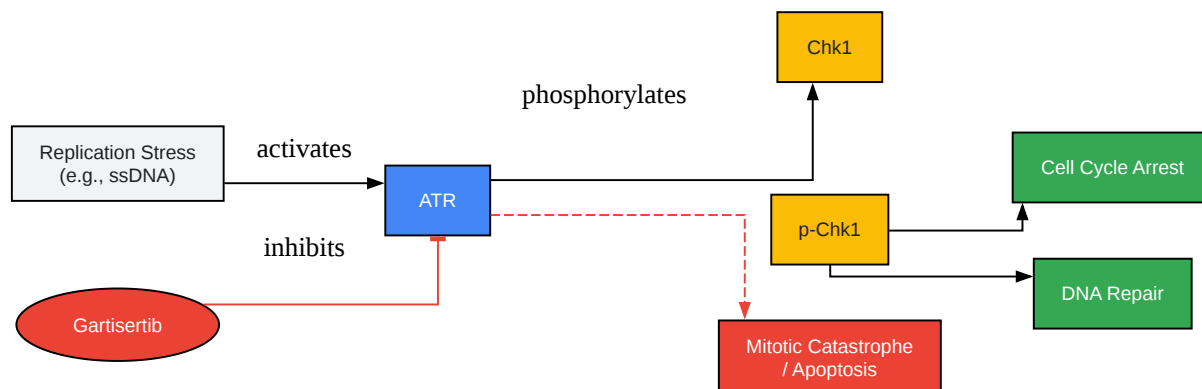 Chk1
phosphorylates
Replication Stress
(e.g., ssDNA)
activates
ATR
Cell Cycle Arrest
p-Chk1
inhibits
DNA Repair
Gartisertib
Mitotic Catastrophe
/ Apoptosis